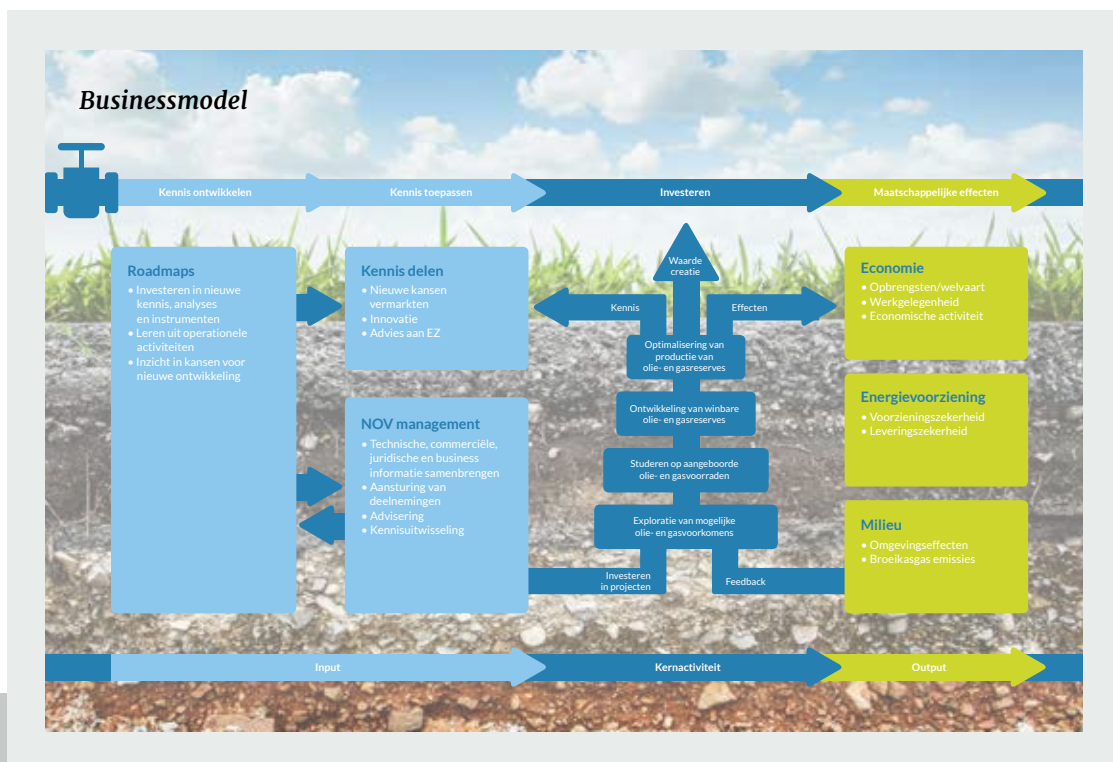 Businessmodel
Kennis ontwikkelen
Kennis toepassen
Investeren
Maatschappelijke effecten
Roadmaps
• Investeren in nieuwe
kennis, analyses
en instrumenten
• Leren uit operationele
activiteiten
• Inzicht in kansen voor
nieuwe ontwikkeling
Kennis delen
• Nieuwe kansen
vermarkten
• Innovatie
• Advies aan EZ
NOV management
• Technische, commerciële,
juridische en business
informatie samenbrengen
• Aansturing van
deelnemingen
• Advisering
• Kennisuitwisseling
Waarde
creatie
Kennis
Effecten
Optimalisering van
productie van
olie- en gasreserves
Ontwikkeling van winbare
olie- en gasreserves
Studeren op aangeboorde
olie- en gasvoorraden
Exploratie van mogelijke
olie- en gasvoorkomens
Investeren
in projecten
Feedback
Economie
• Opbrengsten/welvaart
• Werkgelegenheid
• Economische activiteit
Energievoorziening
• Voorzieningszekerheid
• Leveringszekerheid
Milieu
• Omgevingseffecten
• Broeikasgas emissies
Input
Kernactiviteit
Output